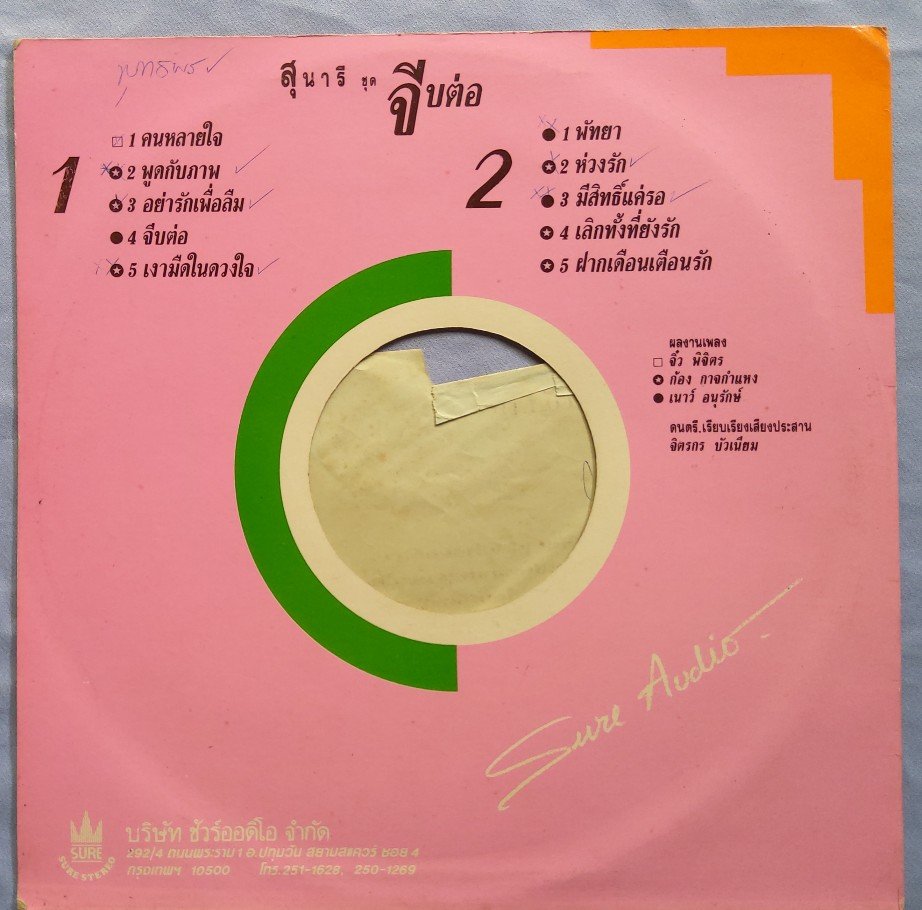 สุนารี ชุด จีบต่อ
1
1 คนหลายใจ
2 พูดกับภาพ
3 อย่ารักเพื่อลืม
4 จีบต่อ
5 เงามืดในดวงใจ
2
1 พัทยา
2 ห่วงรัก
3 มีสิทธิ์แค่รอ
4 เลิกทั้งที่ยังรัก
5 ฝากเดือนเตือนรัก
ผลงานเพลง
จิ๋ว พิจิตร
ก้อง กาจกำแหง
เนาว์ อนุรักษ์
ดนตรี.เรียบเรียงเสียงประสาน
จิตรกร บัวเนียม
Sure Audio
SURE
SURE STEREO
บริษัท ชัวร์ออดิโอ จำกัด
292/4 ถนนพระราม 1 อ.ปทุมวัน สยามสแควร์ ซอย 4
กรุงเทพฯ 10500 โทร.251-1628, 250-1269